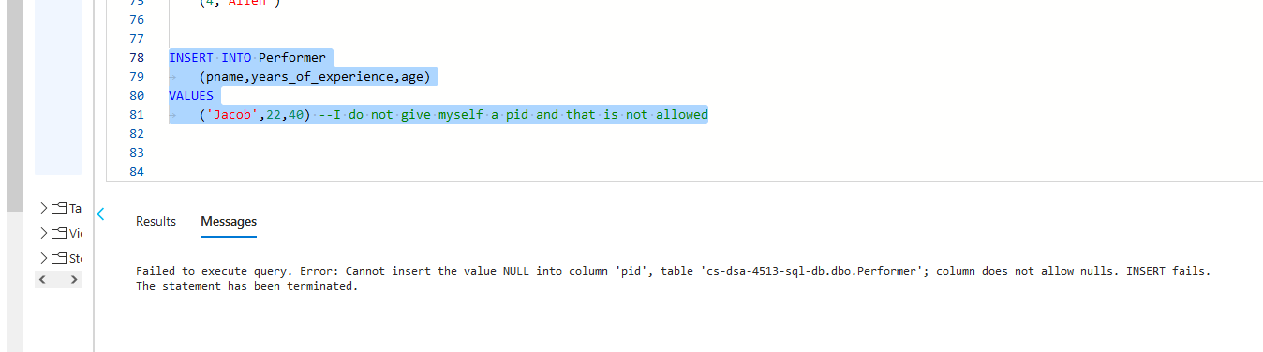 75 (4,'Allen')
76
77
78 INSERT INTO Performer
79 (pname,years_of_experience,age)
80 VALUES
81 ('Jacob',22,40) --I do not give myself a pid and that is not allowed
82
83
84
Ta
Vi
St
Results Messages
Failed to execute query. Error: Cannot insert the value NULL into column 'pid', table 'cs-dsa-4513-sql-db.dbo.Performer'; column does not allow nulls. INSERT fails.
The statement has been terminated.